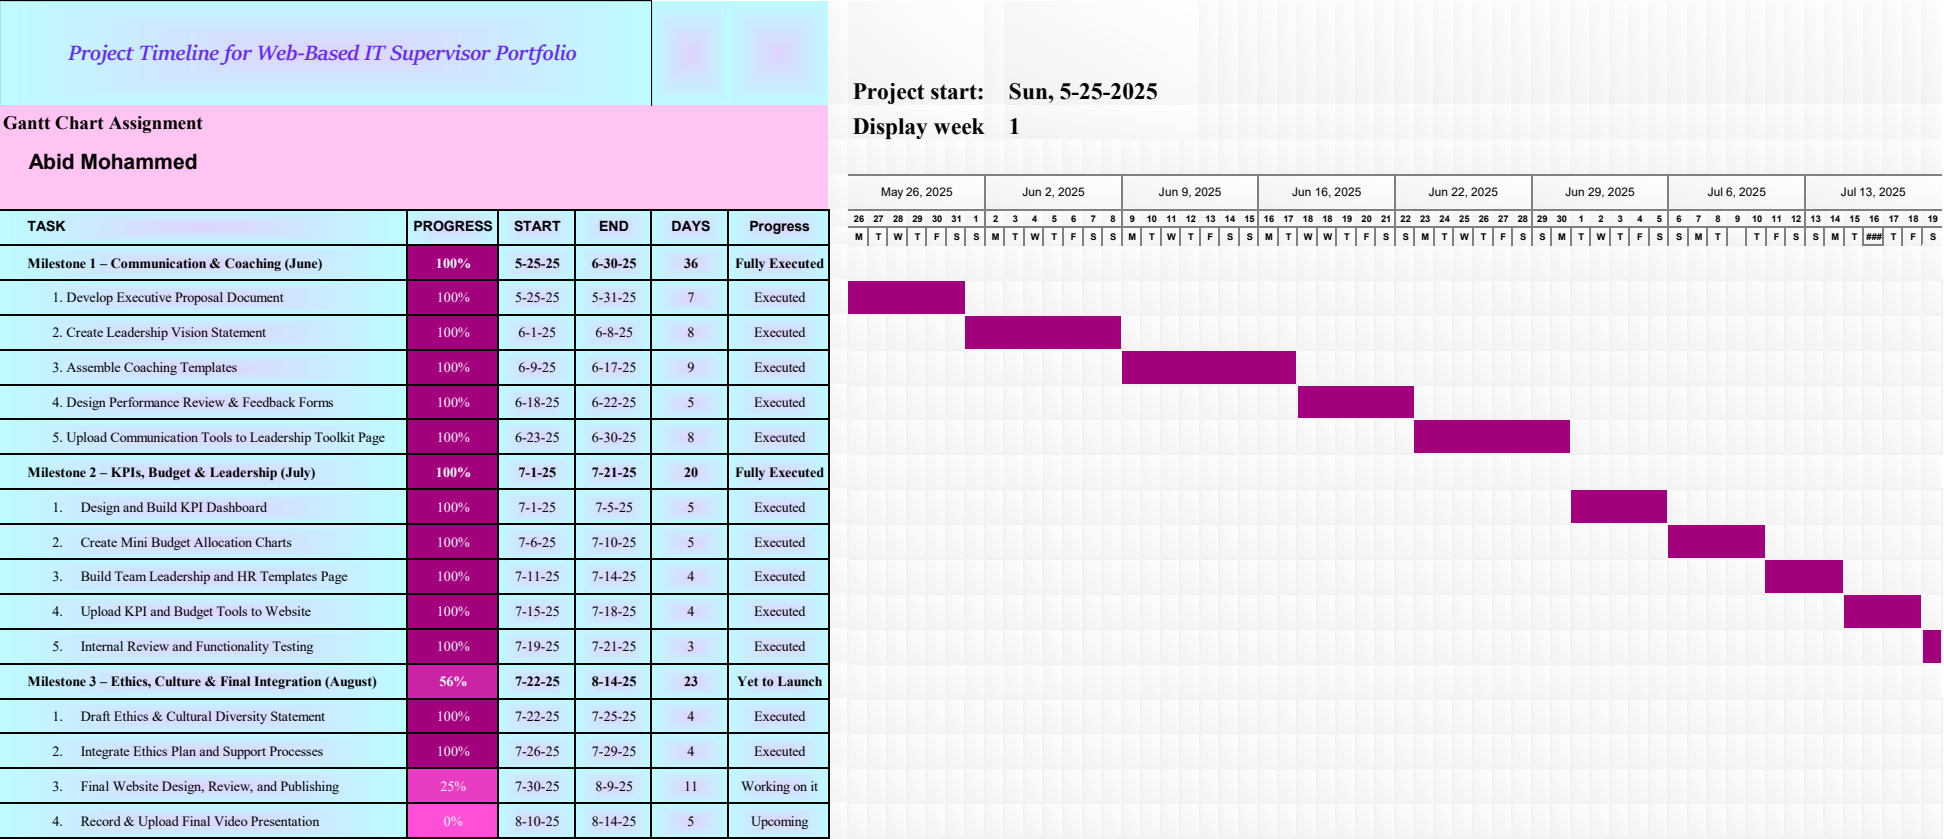 Project Timeline for Web-Based IT Supervisor Portfolio
Project start: Sun, 5-25-2025
Gantt Chart Assignment
Display week 1
Abid Mohammed
May 26, 2025 Jun 2, 2025 Jun 9, 2025 Jun 16, 2025 Jun 22, 2025 Jun 29, 2025 Jul 6, 2025 Jul 13, 2025
26 27 28 29 30 31 1 2 3 4 5 6 7 8 9 10 11 12 13 14 15 16 17 18 19 20 21 22 23 24 25 26 27 28 29 30 1 2 3 4 5 6 7 8 9 10 11 12 13 14 15 16 17 18 19
TASK PROGRESS START END DAYS Progress
M T W T F S S M T W T F S S M T W T F S S M T W W T F S S M T W T F S S M T W T F S S M T T F S S M T ### T F S
Milestone 1 – Communication & Coaching (June) 100% 5-25-25 6-30-25 36 Fully Executed
1. Develop Executive Proposal Document 100% 5-25-25 5-31-25 7 Executed
2. Create Leadership Vision Statement 100% 6-1-25 6-8-25 8 Executed
3. Assemble Coaching Templates 100% 6-9-25 6-17-25 9 Executed
4. Design Performance Review & Feedback Forms 100% 6-18-25 6-22-25 5 Executed
5. Upload Communication Tools to Leadership Toolkit Page 100% 6-23-25 6-30-25 8 Executed
Milestone 2 – KPIs, Budget & Leadership (July) 100% 7-1-25 7-21-25 20 Fully Executed
1. Design and Build KPI Dashboard 100% 7-1-25 7-5-25 5 Executed
2. Create Mini Budget Allocation Charts 100% 7-6-25 7-10-25 5 Executed
3. Build Team Leadership and HR Templates Page 100% 7-11-25 7-14-25 4 Executed
4. Upload KPI and Budget Tools to Website 100% 7-15-25 7-18-25 4 Executed
5. Internal Review and Functionality Testing 100% 7-19-25 7-21-25 3 Executed
Milestone 3 – Ethics, Culture & Final Integration (August) 56% 7-22-25 8-14-25 23 Yet to Launch
1. Draft Ethics & Cultural Diversity Statement 100% 7-22-25 7-25-25 4 Executed
2. Integrate Ethics Plan and Support Processes 100% 7-26-25 7-29-25 4 Executed
3. Final Website Design, Review, and Publishing 25% 7-30-25 8-9-25 11 Working on it
4. Record & Upload Final Video Presentation 0% 8-10-25 8-14-25 5 Upcoming